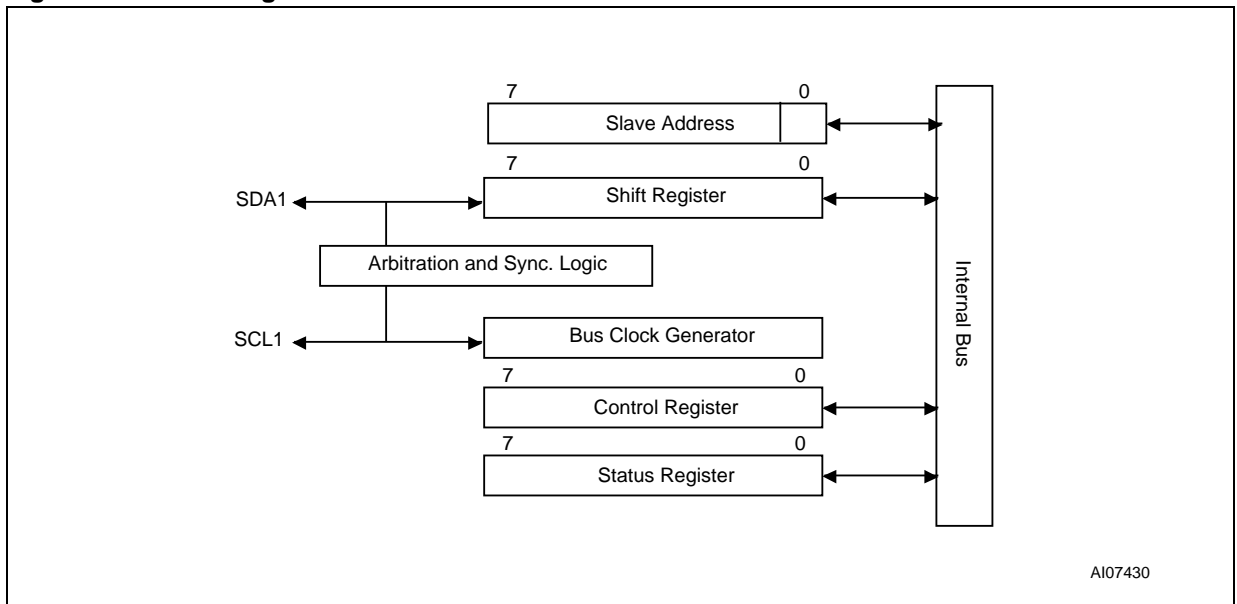 7 0
Slave Address
7 0
SDA1
Shift Register
Arbitration and Sync. Logic
Internal Bus
SCL1
Bus Clock Generator
7 0
Control Register
7 0
Status Register
AI07430